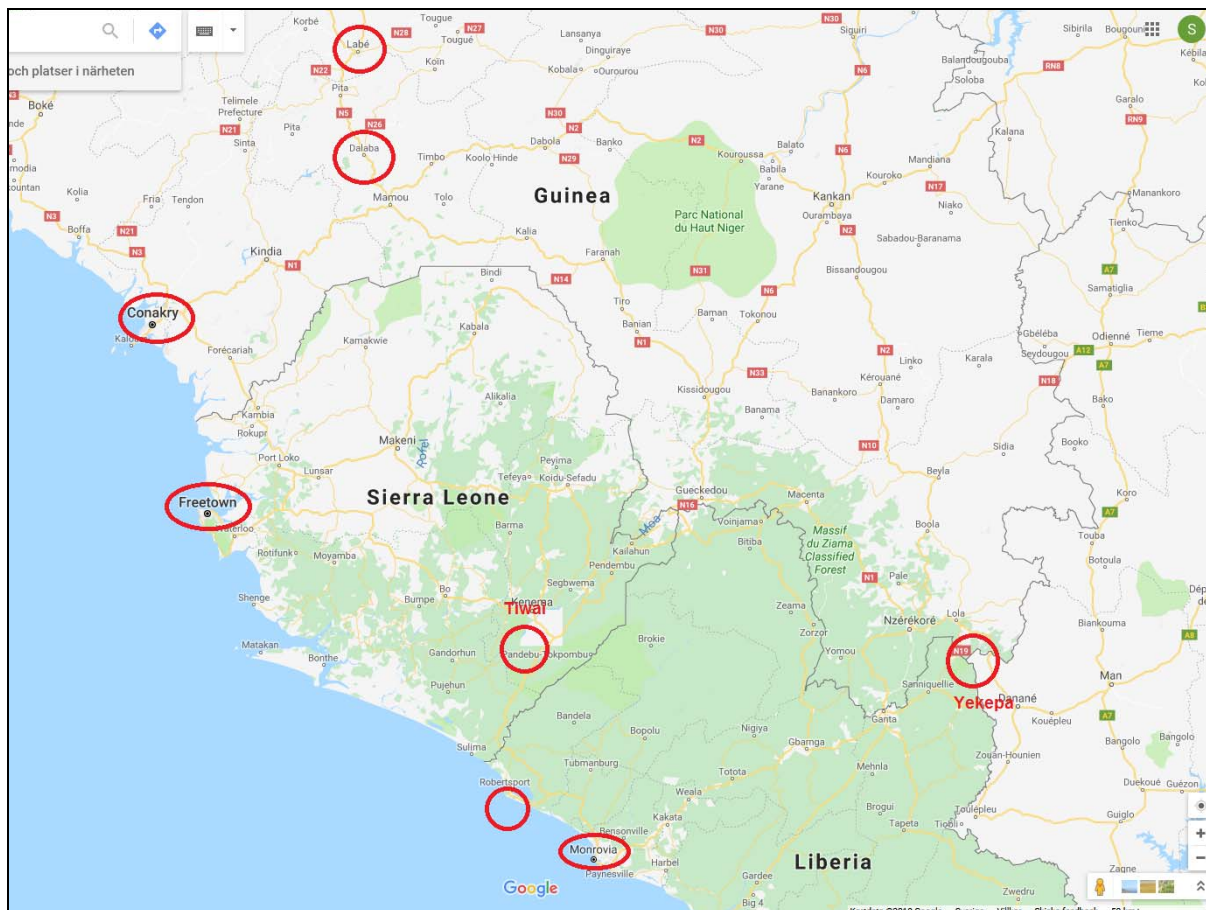 Korbé
Tougue
N28
N27
Lansanya
N30
Siguiri
Sibirila
Bougoun
S
Labé
Tougué
Dinguiraye
N30
Balandougouba
Kébila
och platser i närheten
N22
Koïn
Kobala
Ourourou
N6
Soloba
RN8
Pita
Boké
Telimele
Prefecture
N5
N26
N30
Garalo
N21
Pita
Dabola
Banko
N2
N2
Balato
N6
Kalana
RN9
Sinta
Dalaba
Timbo
Koolo Hinde
N29
Kouroussa
Babila
Mandiana
Yarane
Kouroko
N17
Kolia
Fria
Tendon
Mamou
Tolo
Guinea
Parc National
du Haut Niger
Kankan
Niako
Manankoro
N3
Ourambaya
Boffa
N21
Kalia
N2
Tienko
N3
Kindia
Faranah
Sabadou-Baranama
N1
Bindi
N14
N31
Bissandougou
A7
N6
Samatiglia
Conakry
Tiro
Baman
Tokonou
Kabala
Banian
Gbéléba
Odienné
Tieme
Forécariah
Kamakwie
N1
N2
Linko
Karala
Seydougou
A12
A7
N33
Kérouané
N18
Kissidougou
Banankoro
Damaro
Bako
Alikalia
Banama
Kambia
Rokupr
Makeni
Rokel
N10
Sidia
Booko
Port Loko
Lunsar
Peyima
Tefeya
Koidu-Sefadu
Beyla
Sierra Leone
Gueckedou
Macenta
Koro
Freetown
N16
A7
Waterloo
Barma
Moa
Voinjama
Massif
du Ziama
Classified
Forest
Boola
Touba
Rotifunk
Moyamba
Kailahun
Bitiba
Botoula
Pendembu
N1
Pale
Shenge
Bumpe
Bo
Segbwema
Kenema
Tiwai
Zeama
Nzérékoré
Lola
Biankouma
Matakan
Bonthe
Gandorhun
Pandebu-Tokpombu
Brokie
Zorzor
N19
A8
Yomou
Pujehun
Sanniquellie
Man
Yekepa
Danané
Bandela
Ganta
Kouépleu
A7
Sulima
Bopolu
Nigiya
Gbarnga
Bangolo
Bangolo
Tubmanburg
Zouan-Hounien
Robertsport
Totota
Mehnla
Duekoué
Guézon
Weala
Brogui
Toulépleu
Bensonville
Kakata
Tapeta
Tiobli
Guiglo
Monrovia
Harbel
Liberia
Paynesville
Zagne
Google
Gardee
Zwedru
Big 4